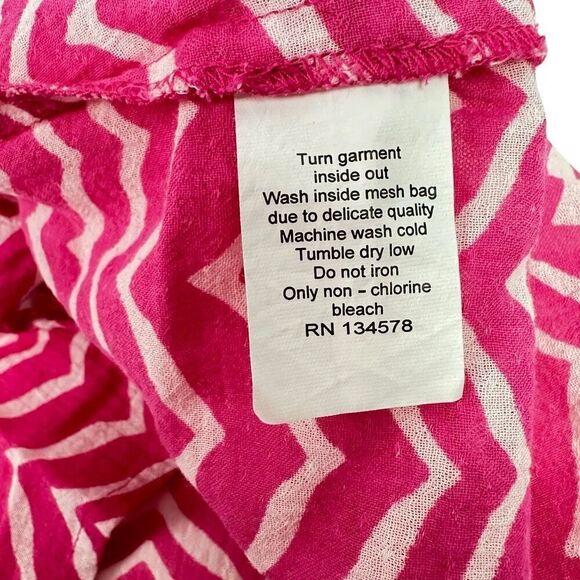 Turn garment
inside out
Wash inside mesh bag
due to delicate quality
Machine wash cold
Tumble dry low
Do not iron
Only non - chlorine
bleach
RN 134578